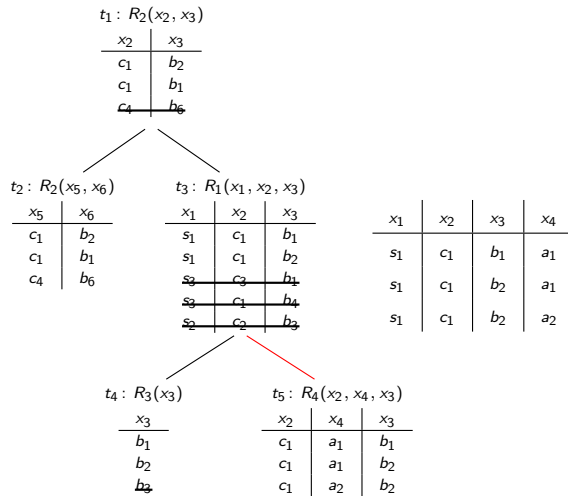 t₁: R₂(x₂, x₃)
x₂ x₃
c₁ b₂
c₁ b₁
c₄ b₆
t₂: R₂(x₅, x₆)
x₅ x₆
c₁ b₂
c₁ b₁
c₄ b₆
t₃: R₁(x₁, x₂, x₃)
x₁ x₂ x₃
s₁ c₁ b₁
s₁ c₁ b₂
s₃ c₃ b₁
s₃ c₁ b₄
s₂ c₂ b₃
x₁ x₂ x₃ x₄
s₁ c₁ b₁ a₁
s₁ c₁ b₂ a₁
s₁ c₁ b₂ a₂
t₄: R₃(x₃)
x₃
b₁
b₂
b₃
t₅: R₄(x₂, x₄, x₃)
x₂ x₄ x₃
c₁ a₁ b₁
c₁ a₁ b₂
c₁ a₂ b₂